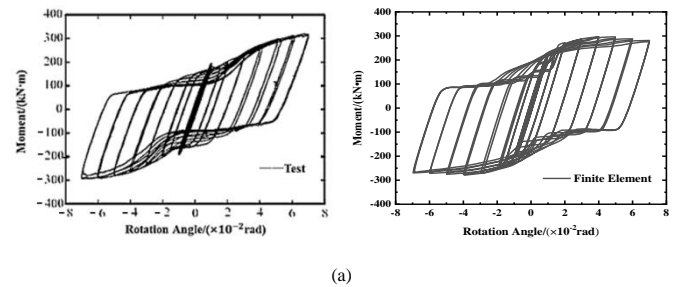 400
300
200
100
0
-100
-200
-300
400
-8 -6 -4 -2 0 2 4 6 8
Moment/(kN·m)
Rotation Angle/(×10⁻²rad)
Test
400
300
200
100
0
-100
-200
-300
-400
-8 -6 -4 -2 0 2 4 6 8
Moment/(kN•m)
Rotation Angle/(×10⁻²rad)
Finite Element
(a)